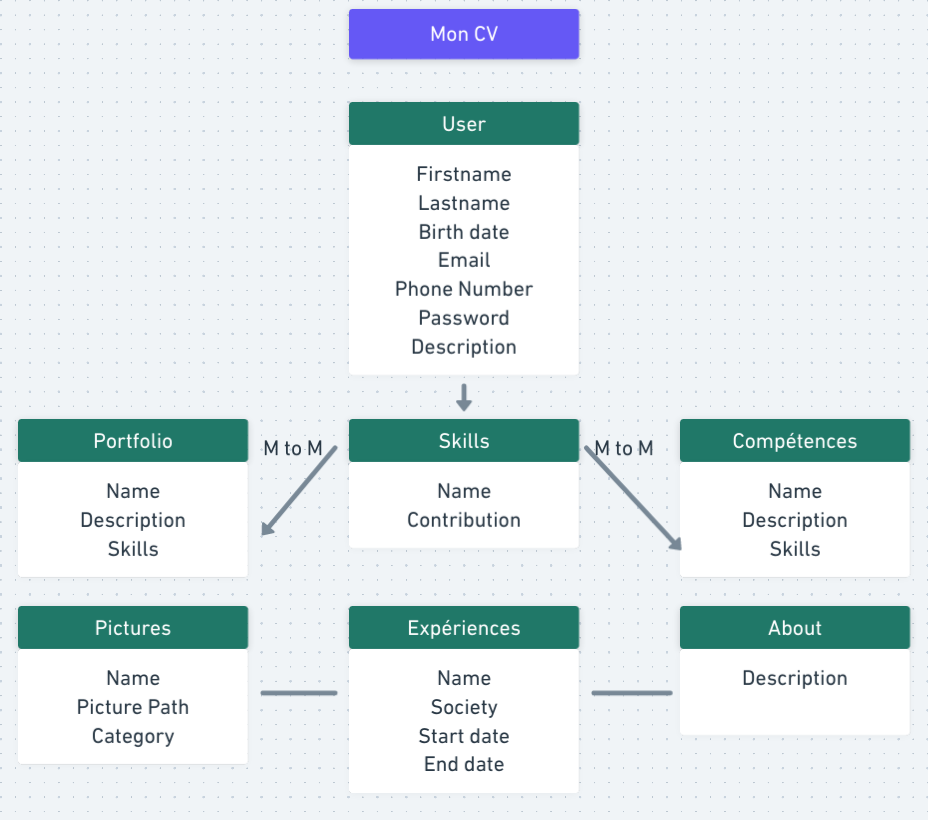 Mon CV
User
Firstname
Lastname
Birth date
Email
Phone Number
Password
Description
Portfolio
Name
Description
Skills
M to M
Skills
Name
Contribution
M to M
Compétences
Name
Description
Skills
Pictures
Name
Picture Path
Category
Expériences
Name
Society
Start date
End date
About
Description